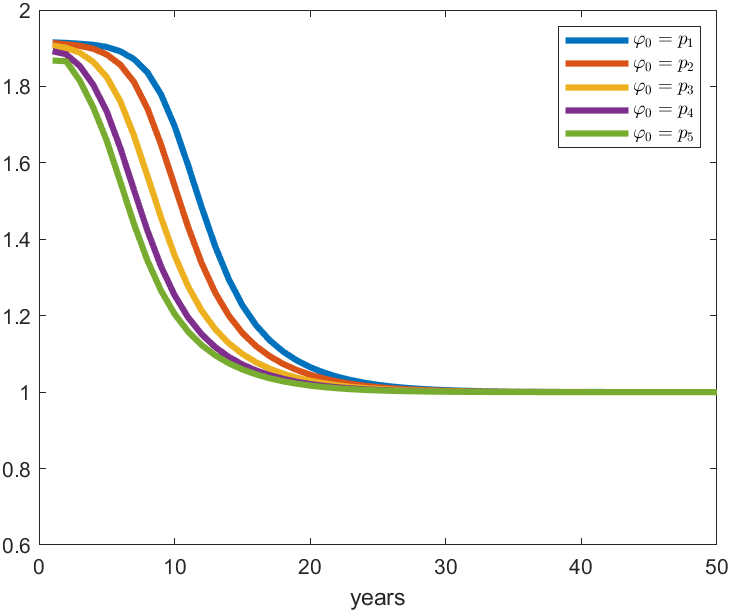 2
1.8
1.6
1.4
1.2
1
0.8
0.6
0
10
20
30
40
50
years
φ₀ = p₁
φ₀ = p₂
φ₀ = p₃
φ₀ = p₄
φ₀ = p₅